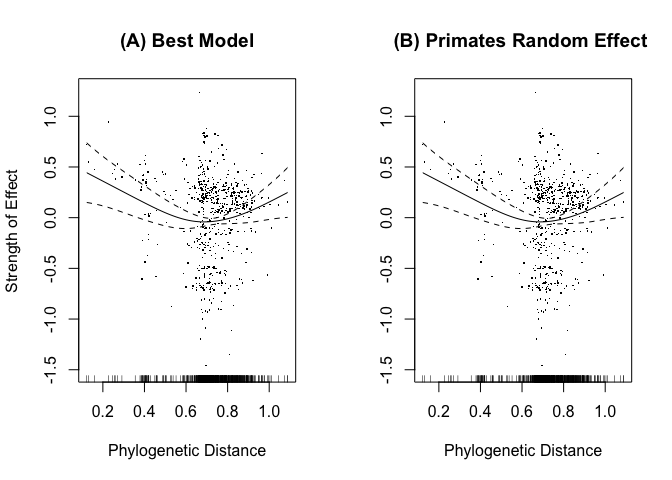 (A) Best Model
(B) Primates Random Effect
Strength of Effect
1.0
0.5
0.0
-0.5
-1.0
-1.5
0.2 0.4 0.6 0.8 1.0
Phylogenetic Distance
1.0
0.5
0.0
-0.5
-1.0
-1.5
0.2 0.4 0.6 0.8 1.0
Phylogenetic Distance